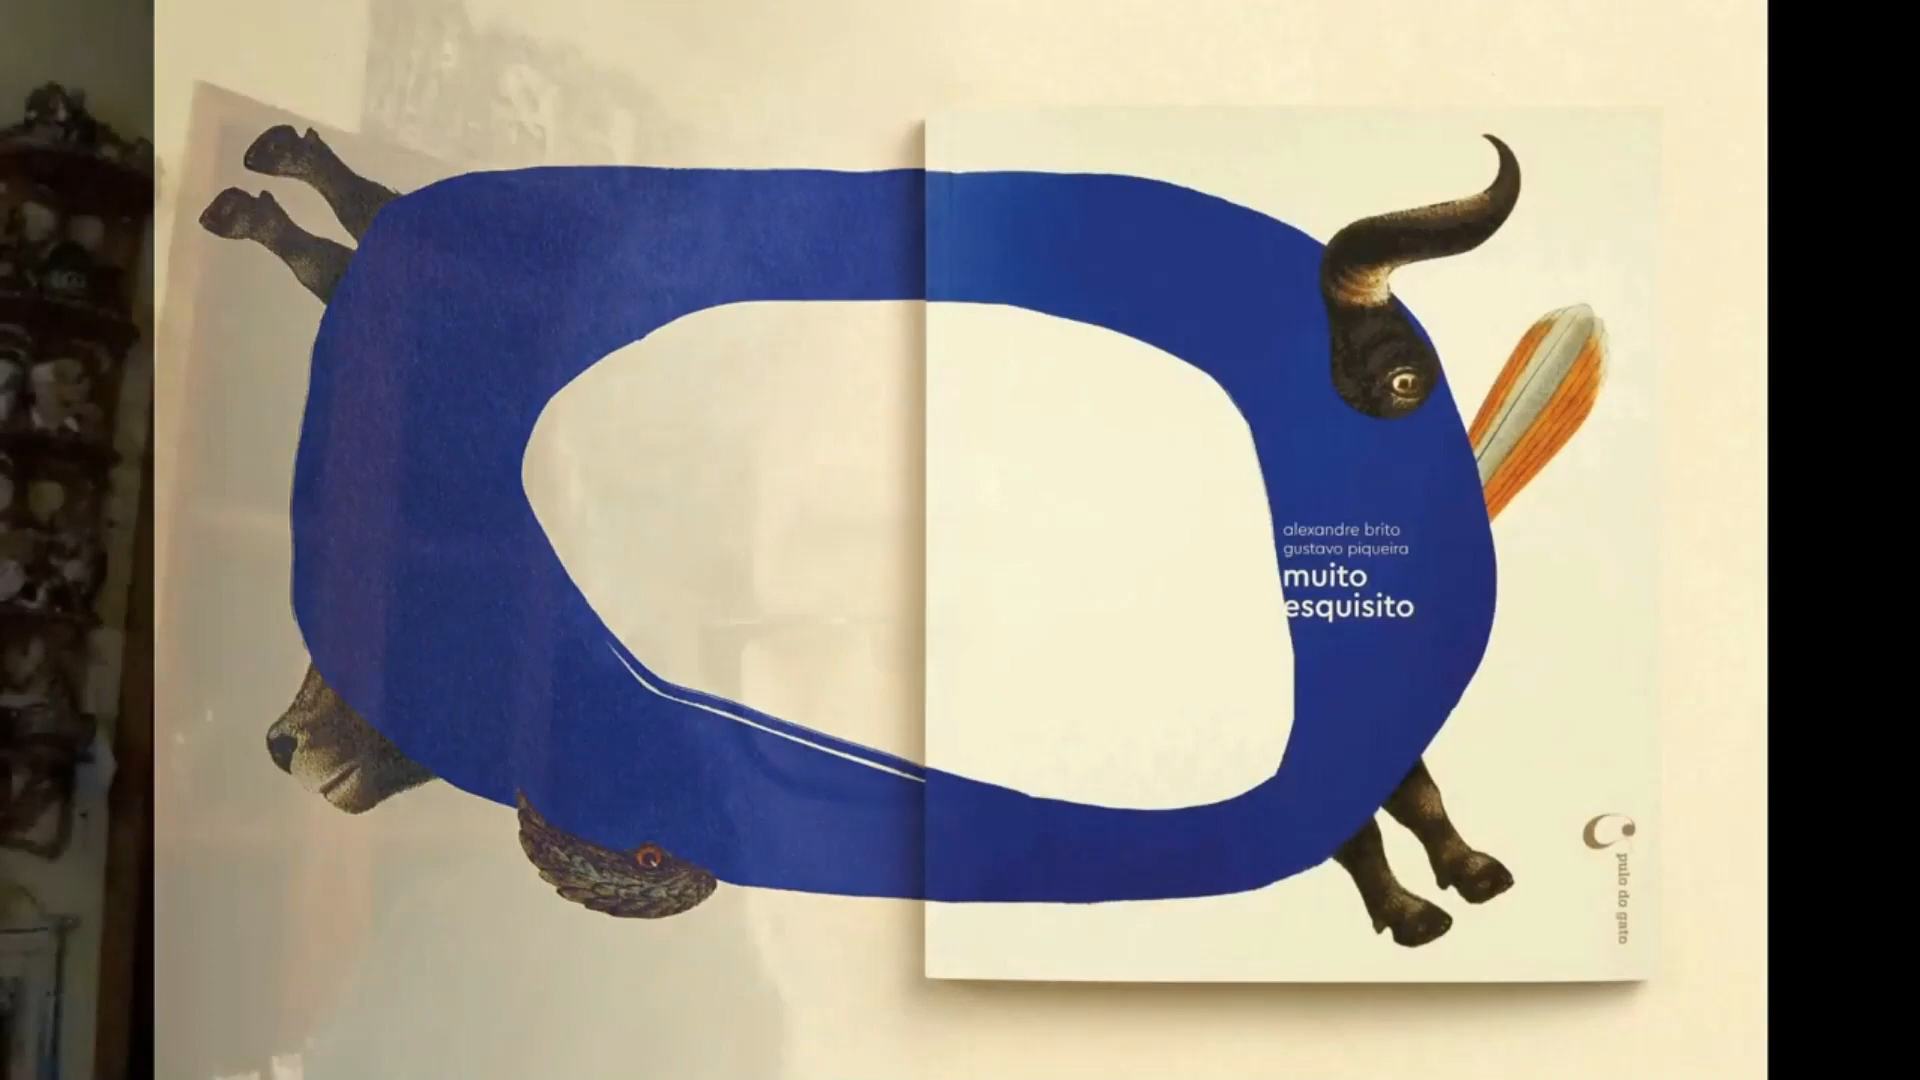 alexandre brito
gustavo piqueira
muito
esquisito
pulo do gato